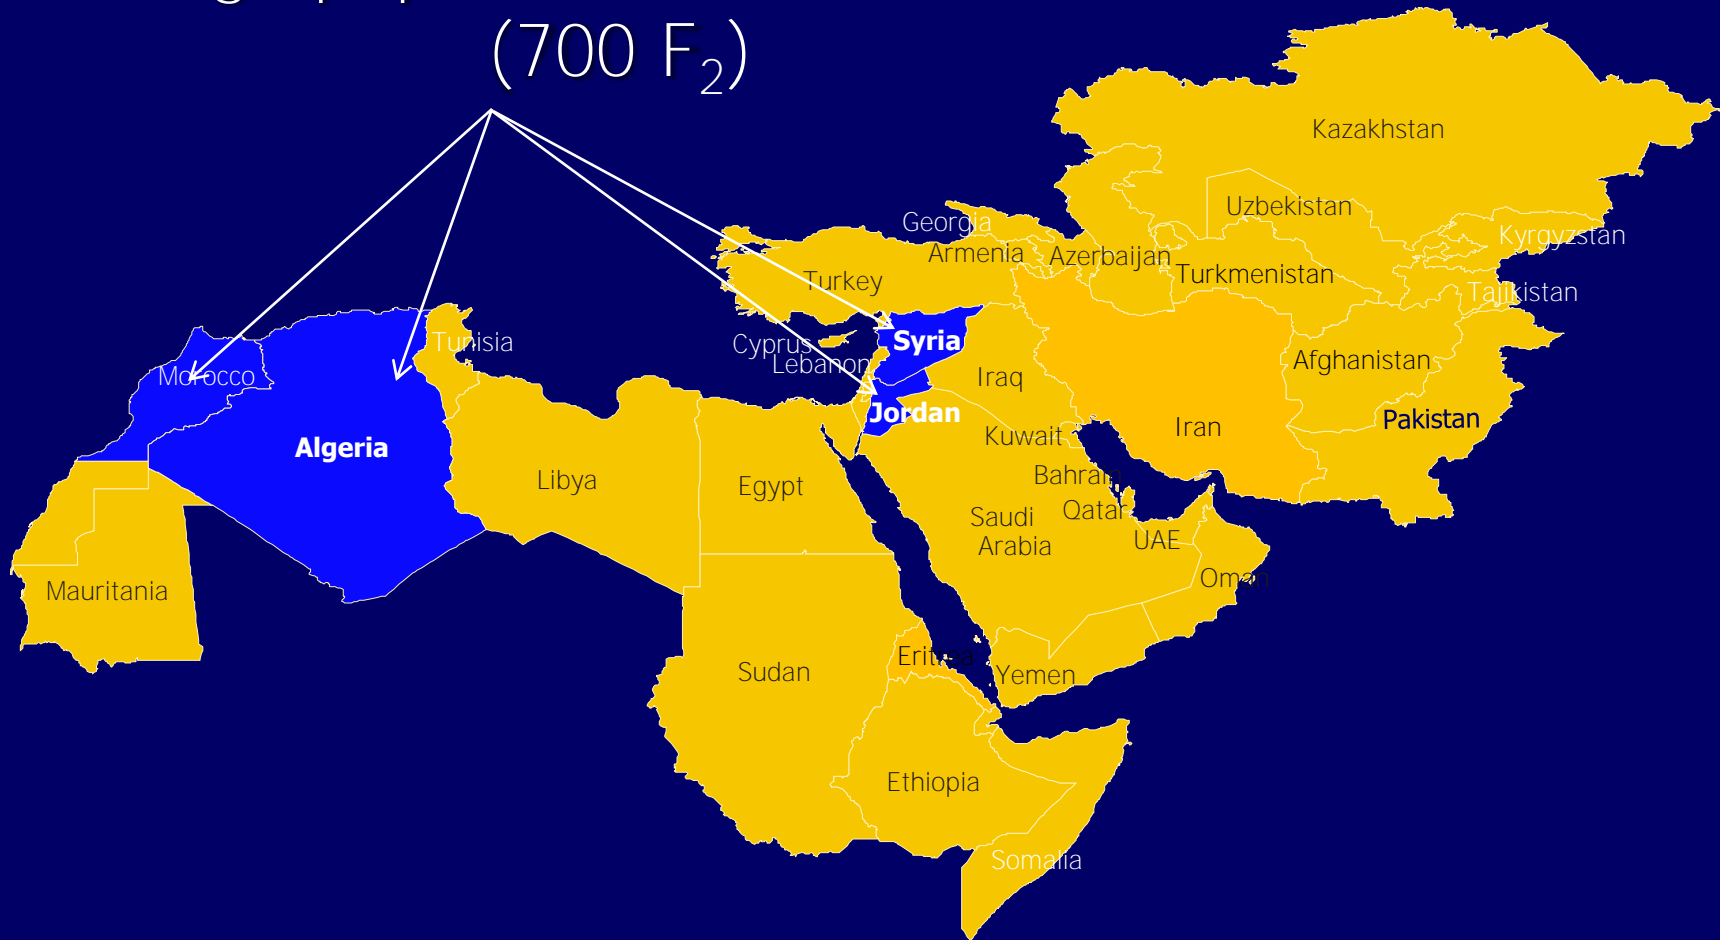 (700 F₂)
Kazakhstan
Uzbekistan
Georgia
Kyrgyzstan
Armenia
Azerbaijan
Turkmenistan
Turkey
Tajikistan
Tunisia
Cyprus
Syria
Lebanon
Afghanistan
Morocco
Iraq
Jordan
Pakistan
Iran
Kuwait
Algeria
Bahrain
Libya
Egypt
Qatar
Saudi
Arabia
UAE
Oman
Mauritania
Eritrea
Sudan
Yemen
Ethiopia
Somalia